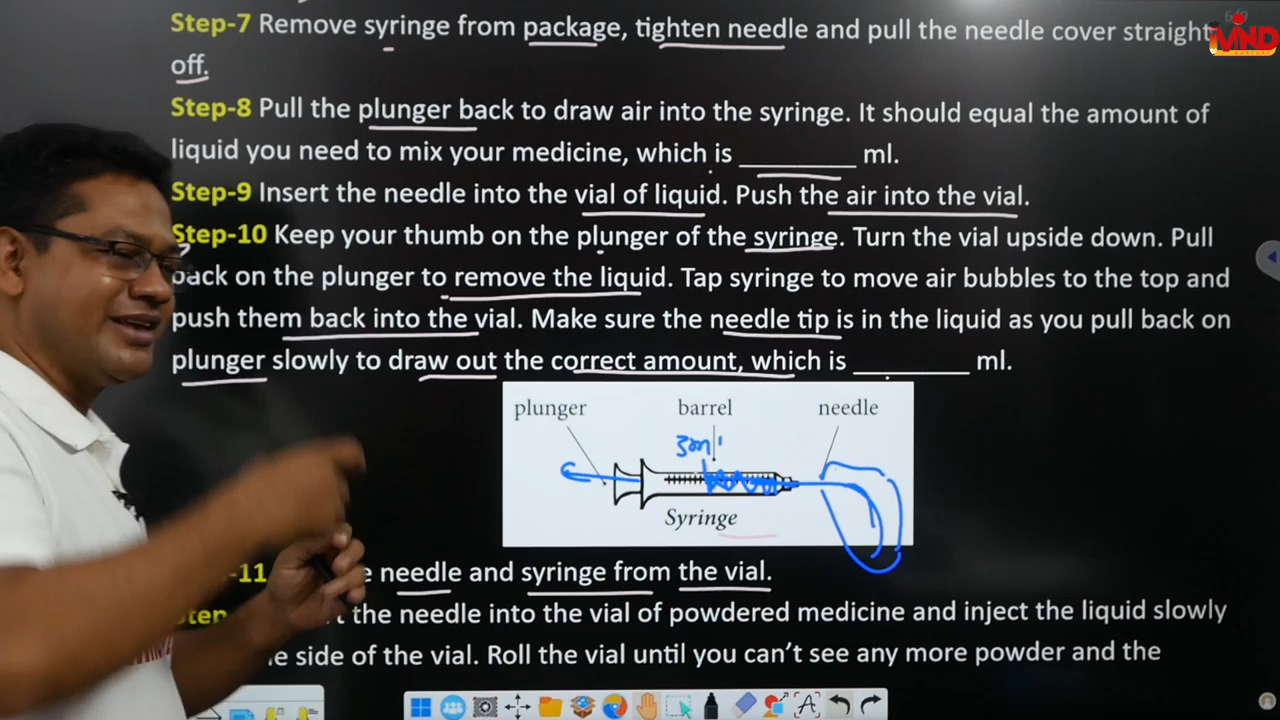 Step-7 Remove syringe from package, tighten needle and pull the needle cover straight
off.
Step-8 Pull the plunger back to draw air into the syringe. It should equal the amount of
liquid you need to mix your medicine, which is _________ ml.
Step-9 Insert the needle into the vial of liquid. Push the air into the vial.
Step-10 Keep your thumb on the plunger of the syringe. Turn the vial upside down. Pull
back on the plunger to remove the liquid. Tap syringe to move air bubbles to the top and
push them back into the vial. Make sure the needle tip is in the liquid as you pull back on
plunger slowly to draw out the correct amount, which is _________ ml.
plunger barrel needle
3ml
Syringe
-11 needle and syringe from the vial.
the needle into the vial of powdered medicine and inject the liquid slowly
side of the vial. Roll the vial until you can't see any more powder and the